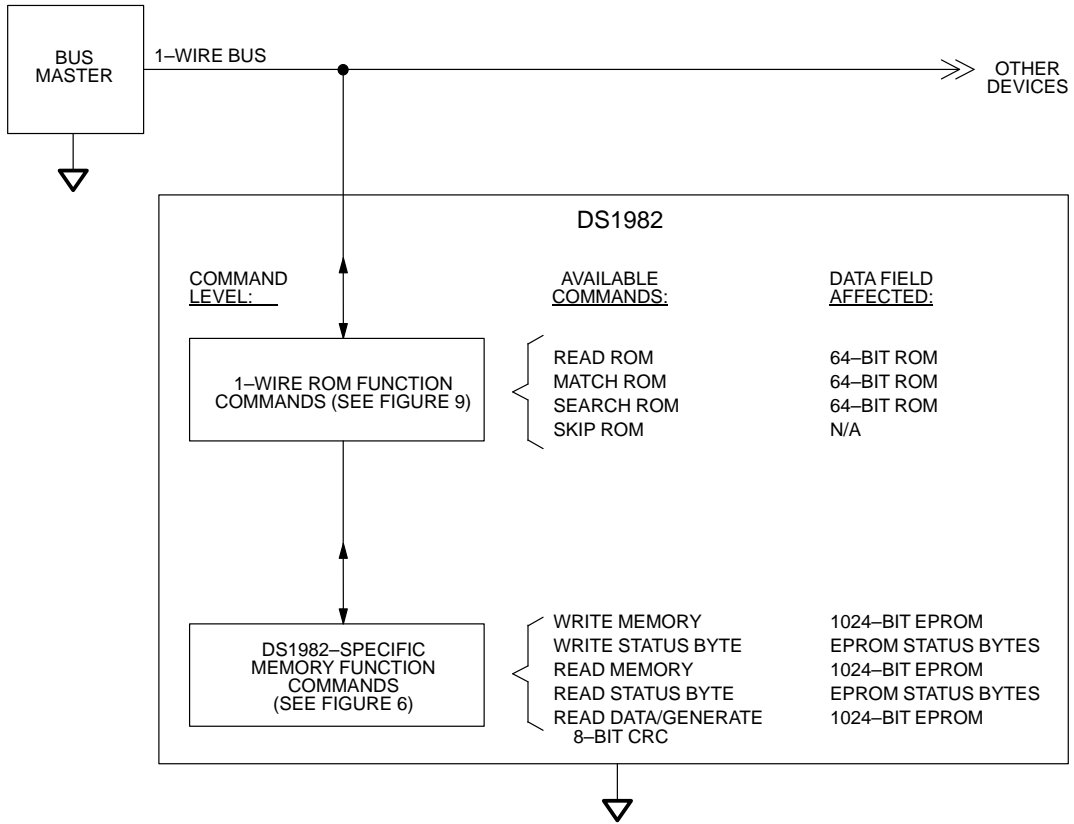 BUS
MASTER
1–WIRE BUS
OTHER
DEVICES
DS1982
COMMAND
LEVEL:
AVAILABLE
COMMANDS:
DATA FIELD
AFFECTED:
1–WIRE ROM FUNCTION
COMMANDS (SEE FIGURE 9)
READ ROM 64–BIT ROM
MATCH ROM 64–BIT ROM
SEARCH ROM 64–BIT ROM
SKIP ROM N/A
DS1982–SPECIFIC
MEMORY FUNCTION
COMMANDS
(SEE FIGURE 6)
WRITE MEMORY 1024–BIT EPROM
WRITE STATUS BYTE EPROM STATUS BYTES
READ MEMORY 1024–BIT EPROM
READ STATUS BYTE EPROM STATUS BYTES
READ DATA/GENERATE 1024–BIT EPROM
8–BIT CRC